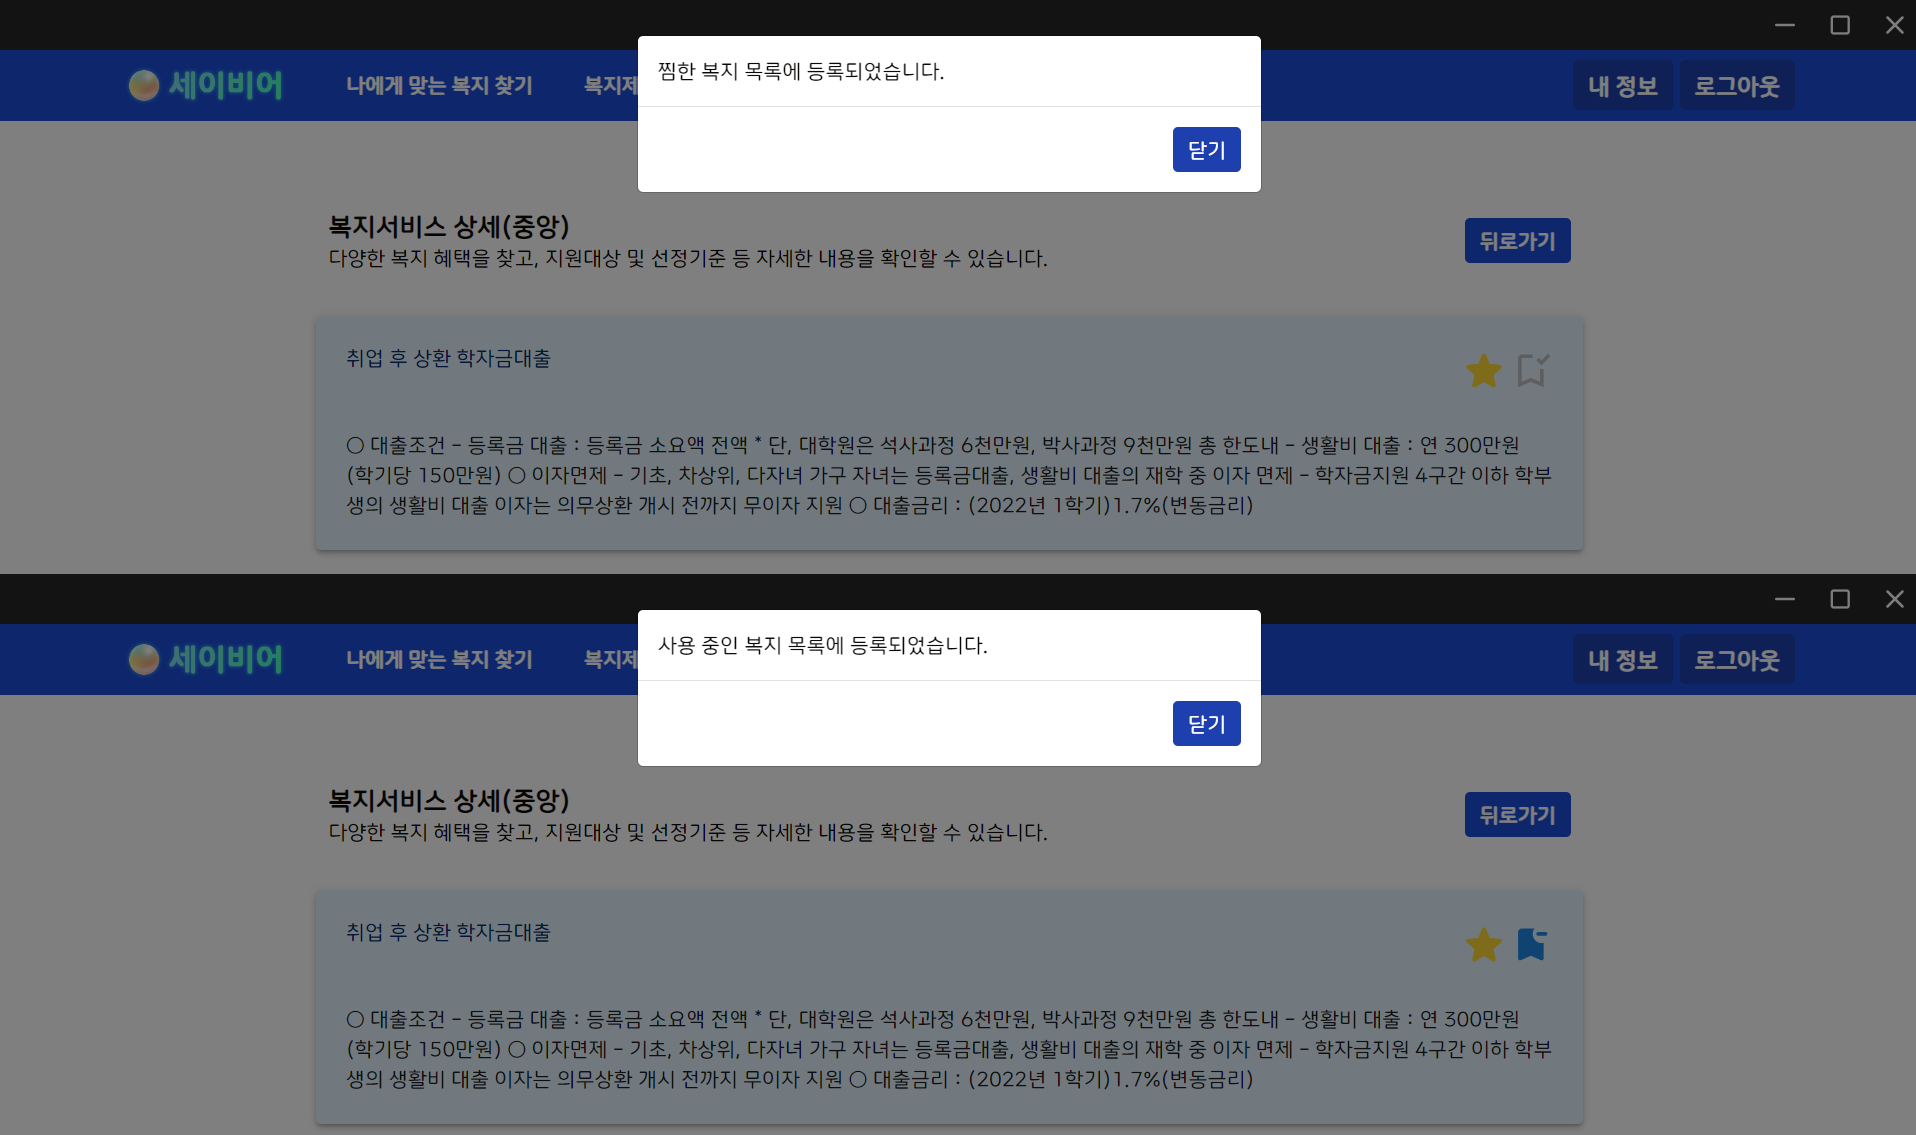 찜한 복지 목록에 등록되었습니다.
닫기
세이비어
나에게 맞는 복지 찾기
복지제
내 정보
로그아웃
복지서비스 상세(중앙)
다양한 복지 혜택을 찾고, 지원대상 및 선정기준 등 자세한 내용을 확인할 수 있습니다.
뒤로가기
취업 후 상환 학자금대출
○ 대출조건 - 등록금 대출 : 등록금 소요액 전액 * 단, 대학원은 석사과정 6천만원, 박사과정 9천만원 총 한도내 - 생활비 대출 : 연 300만원
(학기당 150만원) ○ 이자면제 - 기초, 차상위, 다자녀 가구 자녀는 등록금대출, 생활비 대출의 재학 중 이자 면제 - 학자금지원 4구간 이하 학부
생의 생활비 대출 이자는 의무상환 개시 전까지 무이자 지원 ○ 대출금리 : (2022년 1학기)1.7%(변동금리)
사용 중인 복지 목록에 등록되었습니다.
닫기
세이비어
나에게 맞는 복지 찾기
복지제
내 정보
로그아웃
복지서비스 상세(중앙)
다양한 복지 혜택을 찾고, 지원대상 및 선정기준 등 자세한 내용을 확인할 수 있습니다.
뒤로가기
취업 후 상환 학자금대출
○ 대출조건 - 등록금 대출 : 등록금 소요액 전액 * 단, 대학원은 석사과정 6천만원, 박사과정 9천만원 총 한도내 - 생활비 대출 : 연 300만원
(학기당 150만원) ○ 이자면제 - 기초, 차상위, 다자녀 가구 자녀는 등록금대출, 생활비 대출의 재학 중 이자 면제 - 학자금지원 4구간 이하 학부
생의 생활비 대출 이자는 의무상환 개시 전까지 무이자 지원 ○ 대출금리 : (2022년 1학기)1.7%(변동금리)